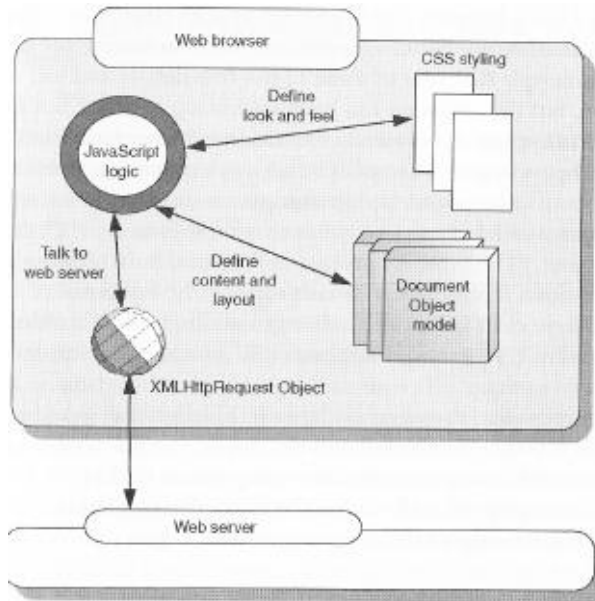 Web browser
CSS styling
Define
look and feel
JavaScript
logic
Talk to
web server
Define
content and
layout
Document
Object
model
XMLHttpRequest Object
Web server